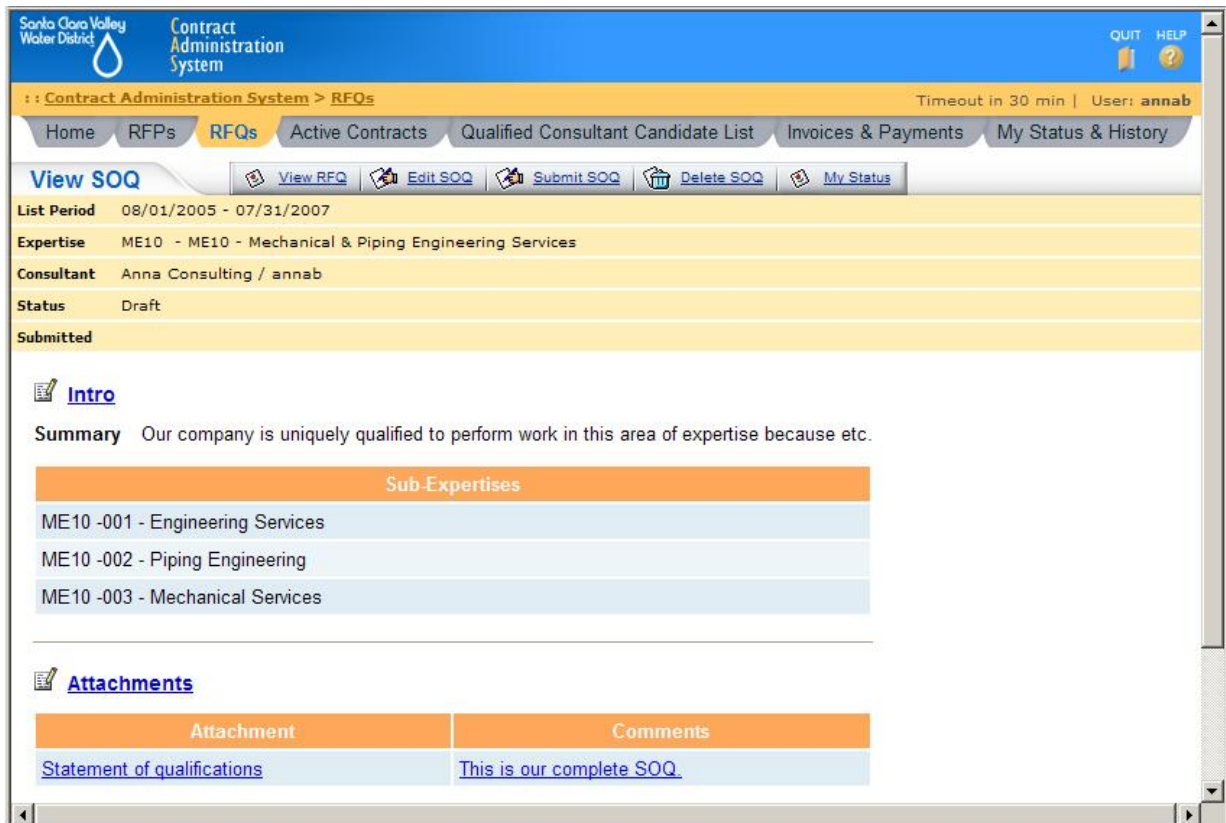 Santa Clara Valley
Water District
Contract
Administration
System
QUIT HELP
: : Contract Administration System > RFQs
Timeout in 30 min | User: annab
Home RFPs RFQs Active Contracts Qualified Consultant Candidate List Invoices & Payments My Status & History
View SOQ
View RFQ Edit SOQ Submit SOQ Delete SOQ My Status
List Period 08/01/2005 - 07/31/2007
Expertise ME10 - ME10 - Mechanical & Piping Engineering Services
Consultant Anna Consulting / annab
Status Draft
Submitted
Intro
Summary Our company is uniquely qualified to perform work in this area of expertise because etc.
Sub-Expertises
ME10 -001 - Engineering Services
ME10 -002 - Piping Engineering
ME10 -003 - Mechanical Services
Attachments
Attachment Comments
Statement of qualifications This is our complete SOQ.